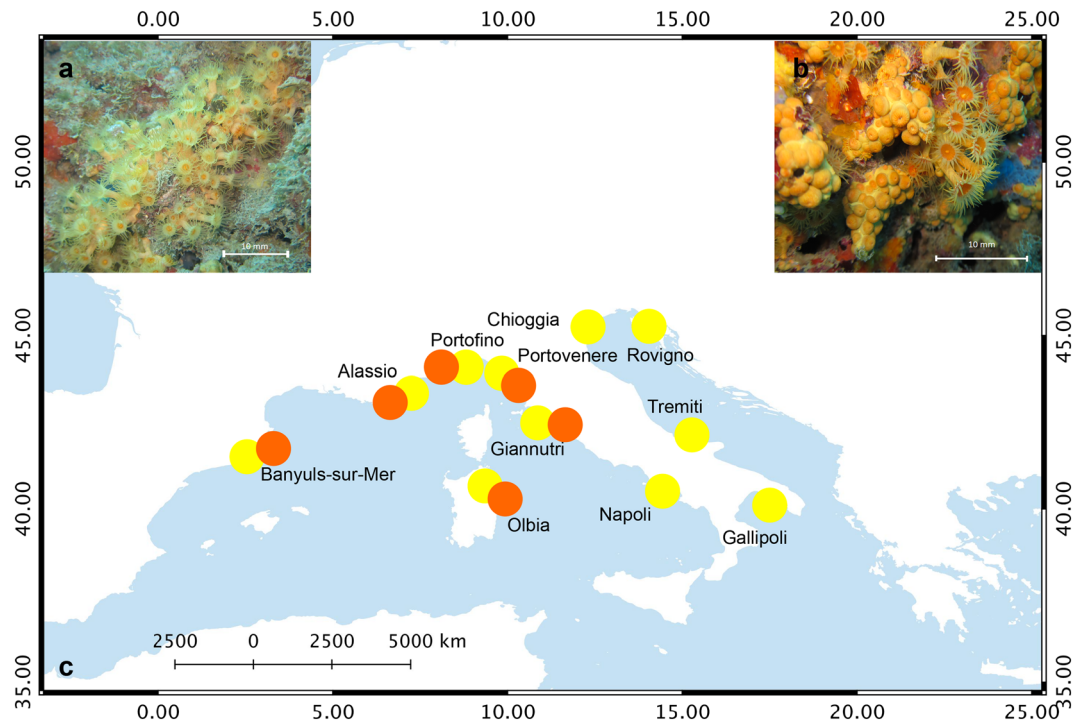 0.00 5.00 10.00 15.00 20.00 25.00
a
b
10 mm
10 mm
50.00
50.00
45.00
45.00
Chioggia
Portofino
Portovenere
Rovigno
Alassio
Tremiti
Giannutri
Banyuls-sur-Mer
40.00
40.00
Napoli
Olbia
Gallipoli
2500 0 2500 5000 km
c
35.00
35.00
0.00 5.00 10.00 15.00 20.00 25.00